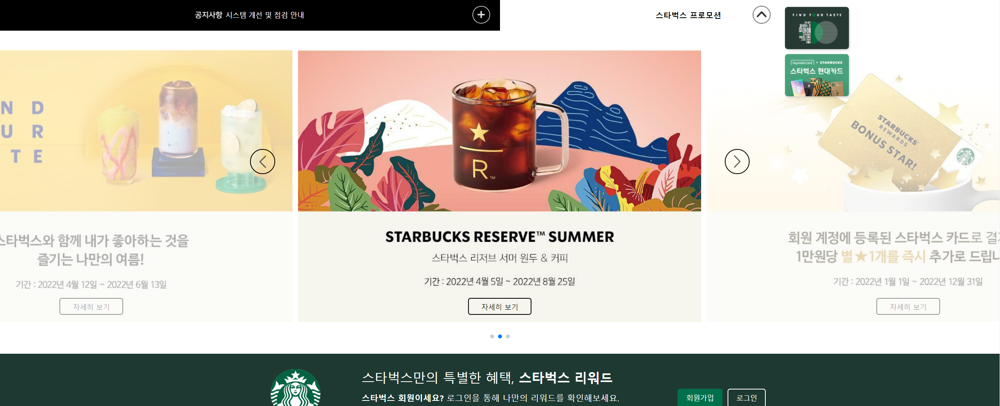 공지사항 시스템 개선 및 점검 안내
스타벅스 프로모션
FIND YOUR TASTE
좋아해
Hyundai Card + STARBUCKS
스타벅스 현대카드
N D
U R
T E
스타벅스와 함께 내가 좋아하는 것을
즐기는 나만의 여름!
기간 : 2022년 4월 12일 ~ 2022년 6월 13일
자세히 보기
R™
STARBUCKS RESERVE™ SUMMER
스타벅스 리저브 서머 원두 & 커피
기간 : 2022년 4월 5일 ~ 2022년 8월 25일
자세히 보기
STARBUCKS®
REWARDS
BONUS STAR!
회원 계정에 등록된 스타벅스 카드로 결
1만원당 별★1개를 즉시 추가로 드립니
기간 : 2022년 1월 1일 ~ 2022년 12월 31일
자세히 보기
스타벅스만의 특별한 혜택, 스타벅스 리워드
스타벅스 회원이세요? 로그인을 통해 나만의 리워드를 확인해보세요.
회원가입
로그인